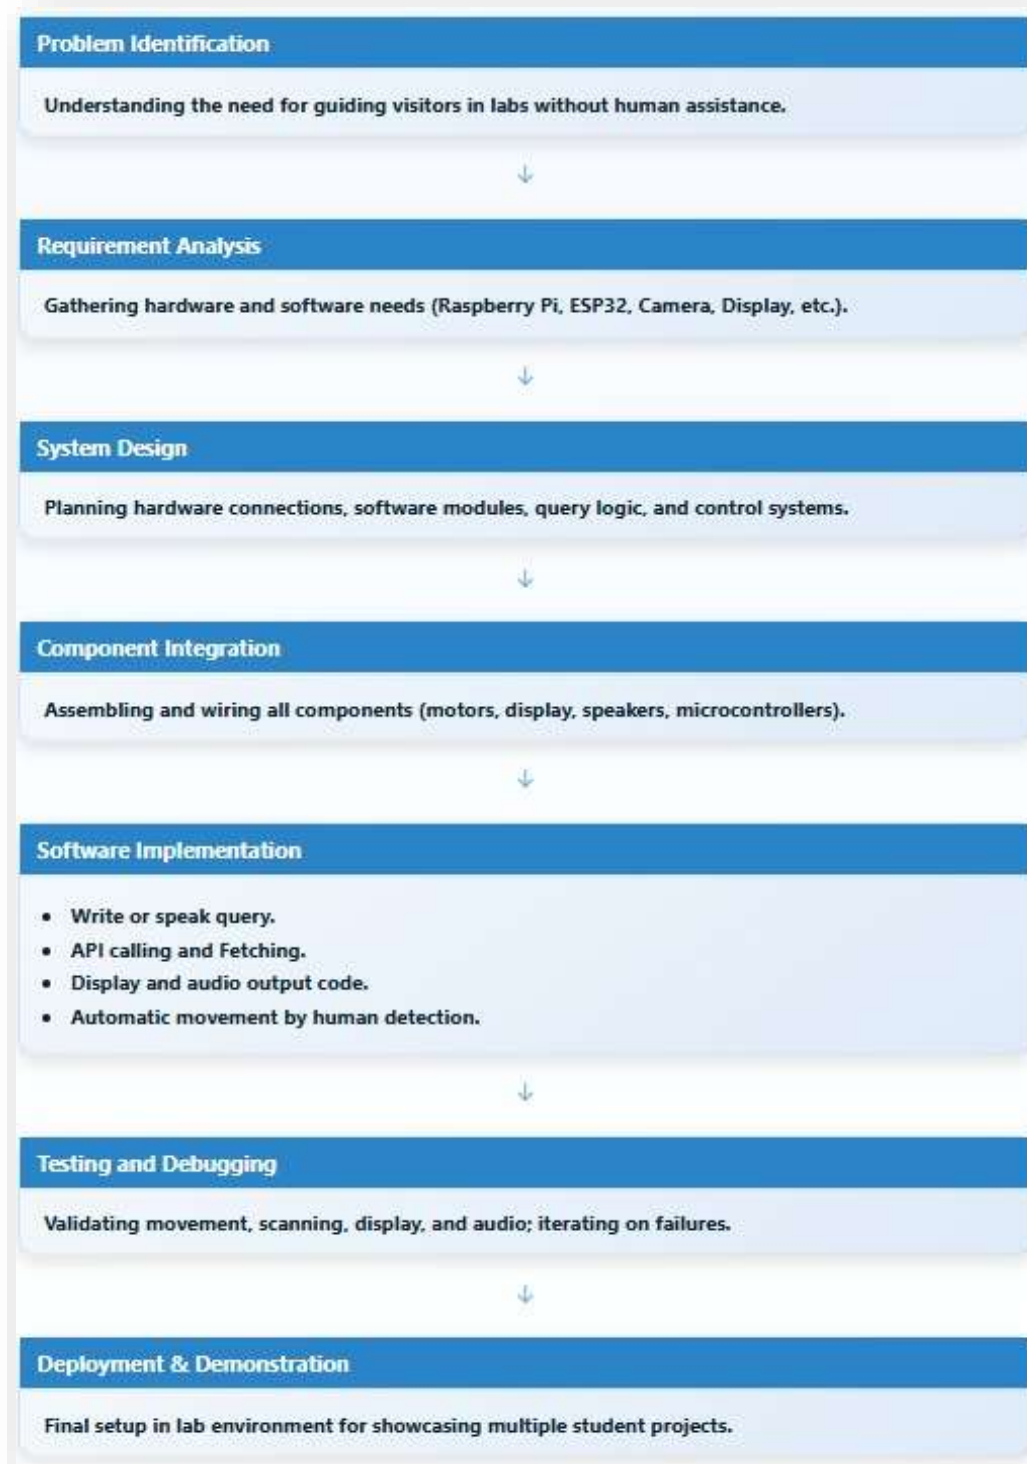 Problem Identification
Understanding the need for guiding visitors in labs without human assistance.
Requirement Analysis
Gathering hardware and software needs (Raspberry Pi, ESP32, Camera, Display, etc.).
System Design
Planning hardware connections, software modules, query logic, and control systems.
Component Integration
Assembling and wiring all components (motors, display, speakers, microcontrollers).
Software Implementation
• Write or speak query.
• API calling and Fetching.
• Display and audio output code.
• Automatic movement by human detection.
Testing and Debugging
Validating movement, scanning, display, and audio; iterating on failures.
Deployment & Demonstration
Final setup in lab environment for showcasing multiple student projects.